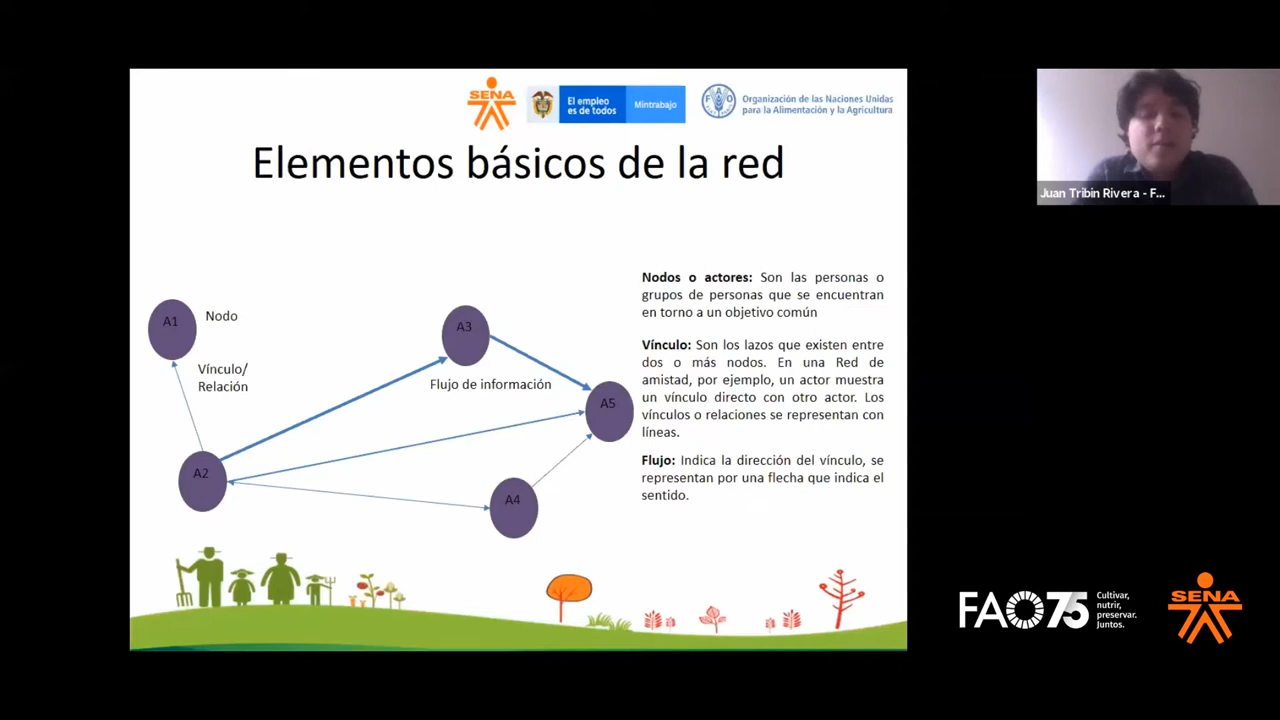 SENA
El empleo
es de todos
Mintrabajo
FAO
Organización de las Naciones Unidas
para la Alimentación y la Agricultura
Elementos básicos de la red
A1
Nodo
Vínculo/
Relación
A2
A3
Flujo de información
A5
A4
Nodos o actores: Son las personas o
grupos de personas que se encuentran
en torno a un objetivo común
Vínculo: Son los lazos que existen entre
dos o más nodos. En una Red de
amistad, por ejemplo, un actor muestra
un vínculo directo con otro actor. Los
vínculos o relaciones se representan con
líneas.
Flujo: Indica la dirección del vínculo, se
representan por una flecha que indica el
sentido.
Juan Tribin Rivera - F...
FAO75
Cultivar,
nutrir,
preservar.
Juntos.
SENA